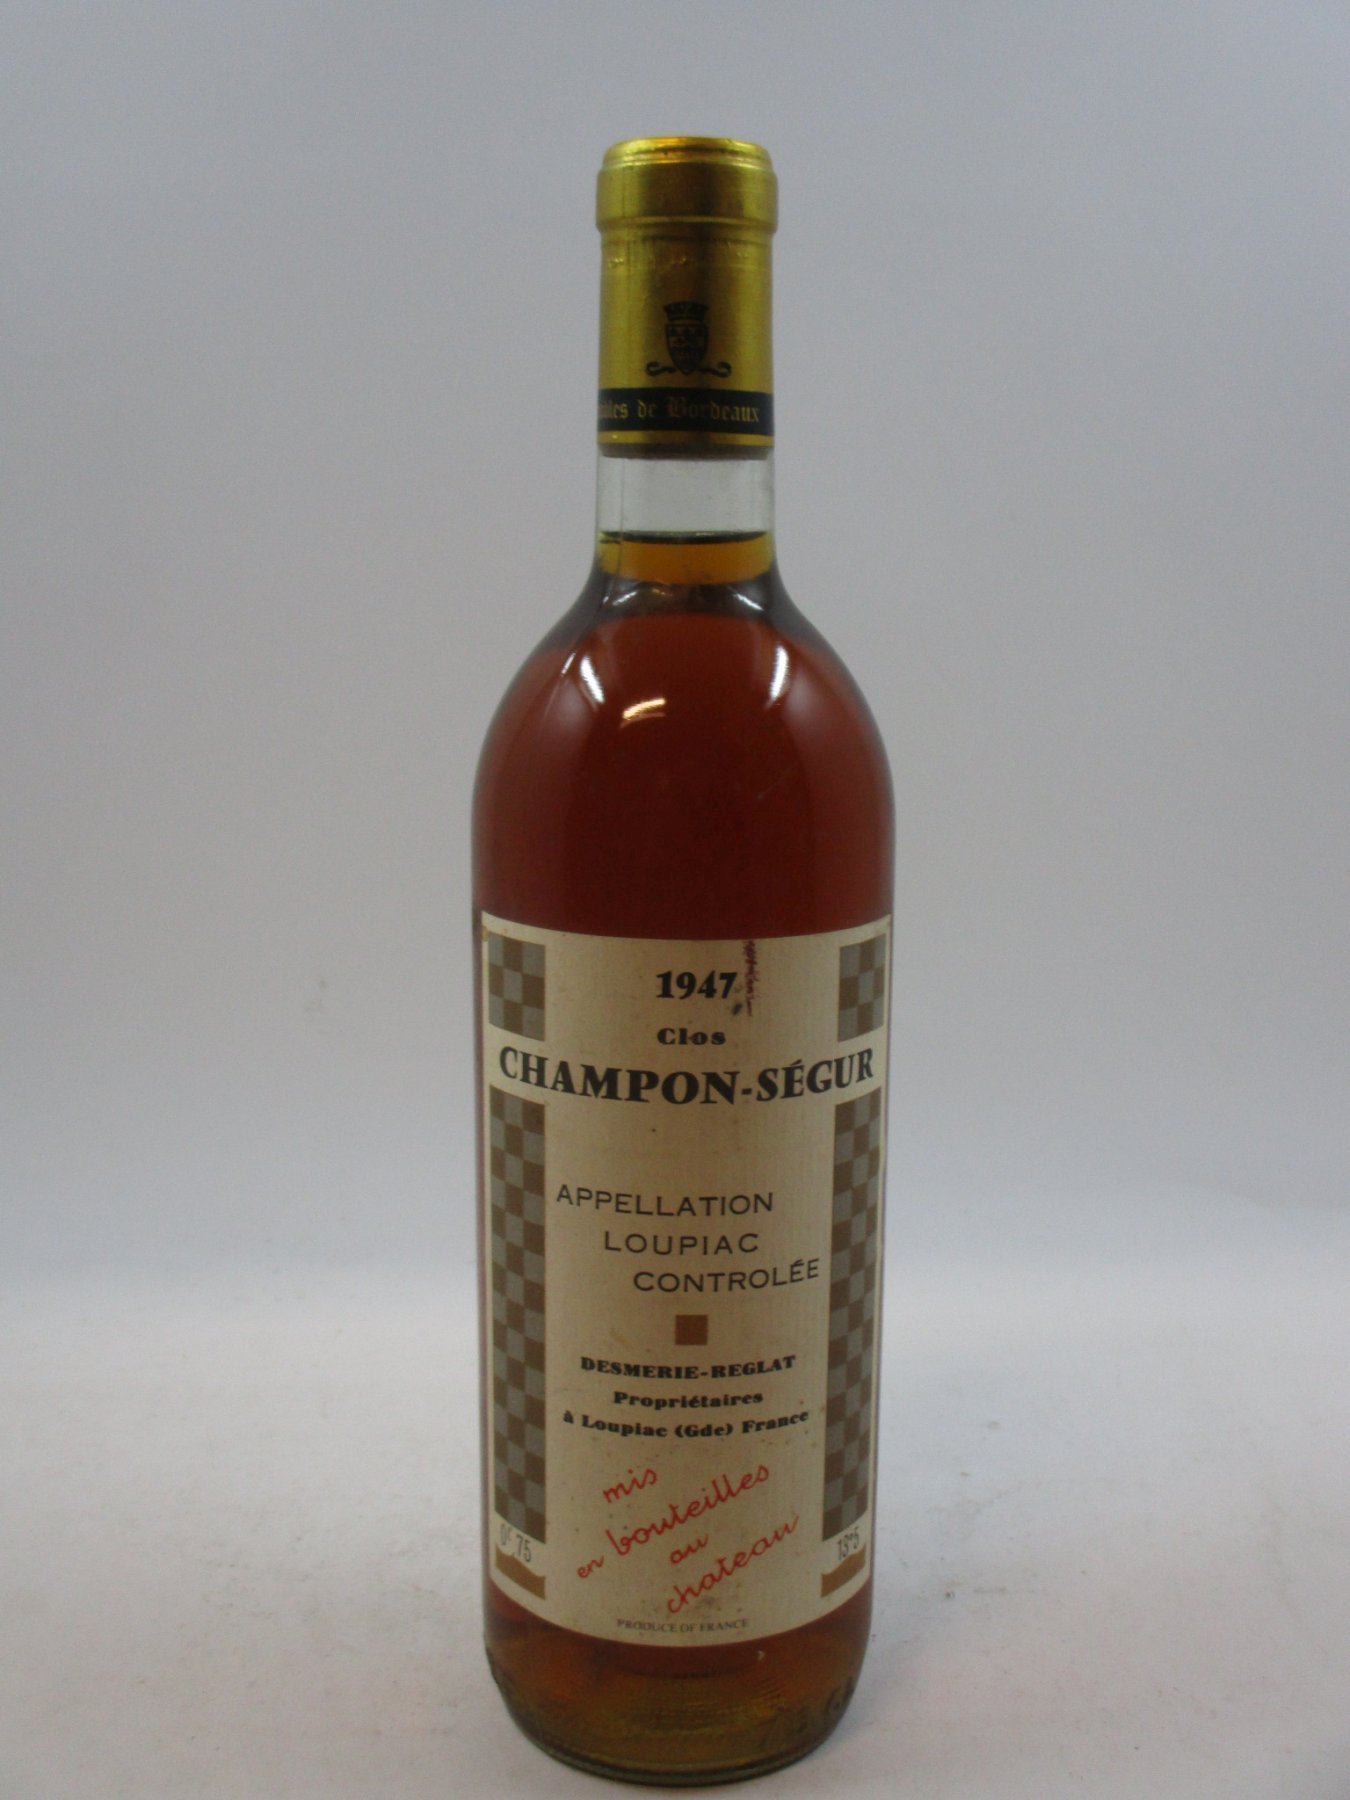 de Bordeaux
1947
Clos
CHAMPON-SÉGUR
APPELLATION
LOUPIAC
CONTROLÉE
DESMERIE-REGLAT
Propriétaires
à Loupiac (Gde) France
mis
en bouteilles
au
chateau
0ˡ.75
13°5
PRODUCE OF FRANCE